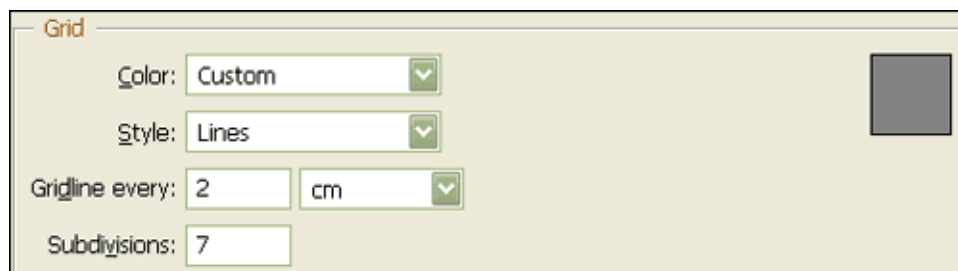 Grid
Color: Custom
Style: Lines
Gridline every: 2 cm
Subdivisions: 7